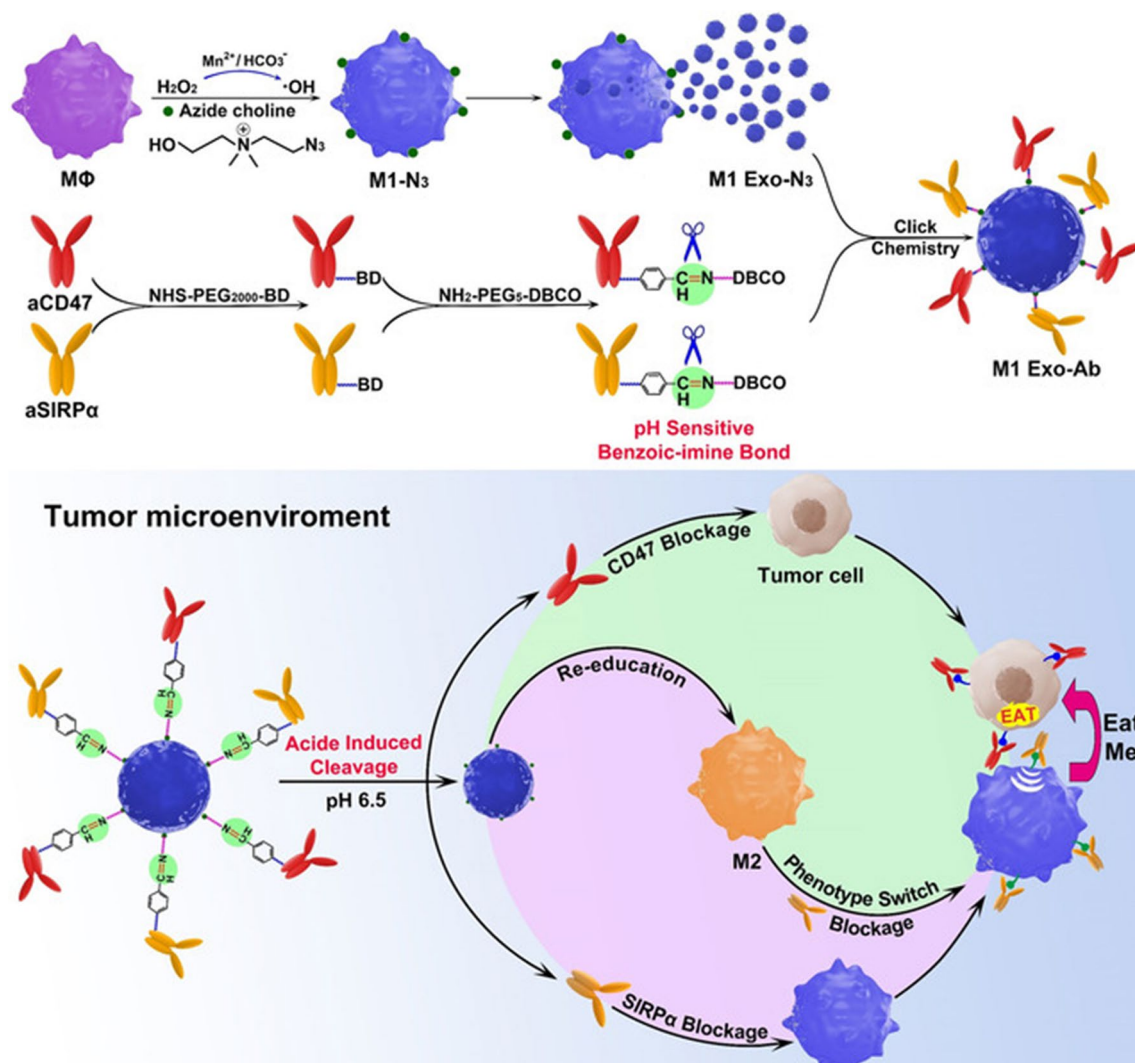 Mn²⁺/ HCO₃⁻
H₂O₂
·OH
Azide choline
HO
N
⊕
N₃
MΦ
M1-N₃
M1 Exo-N₃
Click
Chemistry
M1 Exo-Ab
aCD47
NHS-PEG₂₀₀₀-BD
aSIRPα
BD
BD
NH₂-PEG₅-DBCO
C=N
H
DBCO
C=N
H
DBCO
pH Sensitive
Benzoic-imine Bond
Tumor microenviroment
CD47 Blockage
Tumor cell
Re-education
Acide Induced
Cleavage
pH 6.5
H
C=N
H
C=N
H
C=N
H
C=N
H
C=N
H
C=N
EAT
Eat
Me
M2
Phenotype Switch
Blockage
SIRPα Blockage